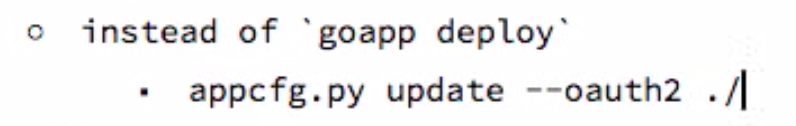 instead of `goapp deploy`
appcfg.py update --oauth2 ./